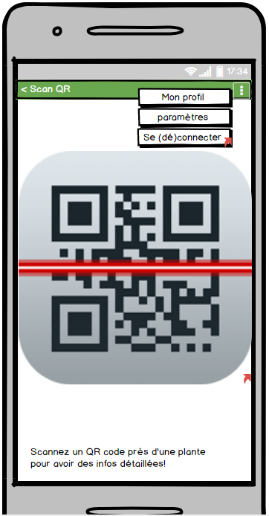 17:34
< Scan QR
Mon profil
paramètres
Se (dé)connecter
Scannez un QR code près d'une plante
pour avoir des infos détaillées!